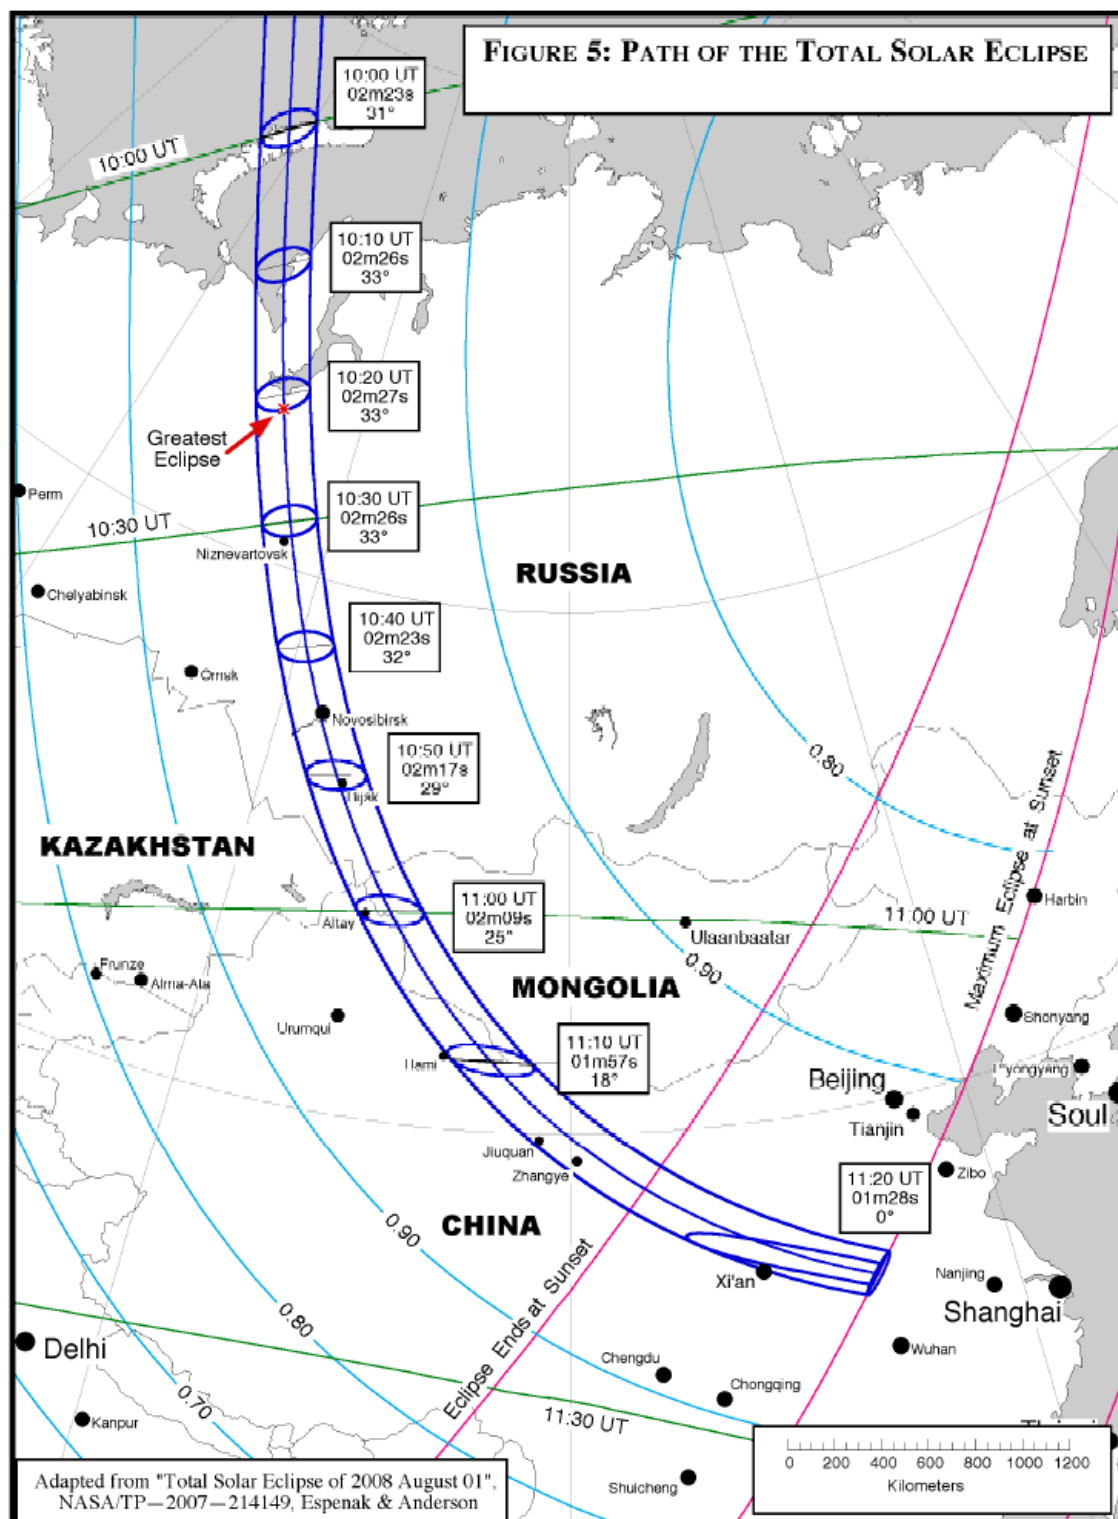 FIGURE 5: PATH OF THE TOTAL SOLAR ECLIPSE
10:00 UT
02m23s
31°
10:00 UT
10:10 UT
02m26s
33°
10:20 UT
02m27s
33°
Greatest
Eclipse
Perm
10:30 UT
10:30 UT
02m26s
33°
Niznevartovsk
RUSSIA
Chelyabinsk
10:40 UT
02m23s
32°
Omsk
Novosibirsk
10:50 UT
02m17s
29°
0.80
Maximum Eclipse at Sunset
KAZAKHSTAN
11:00 UT
02m09s
25°
Altay
11:00 UT
Harbin
Ulaanbaatar
Frunze
Alma-Ata
0.90
MONGOLIA
Urumqui
Shonyang
Hami
11:10 UT
01m57s
18°
Beijing
P'yongyang
Soul
Tianjin
Jiuquan
Zhangye
Zibo
11:20 UT
01m28s
0°
CHINA
0.90
Eclipse Ends at Sunset
Xi'an
Nanjing
Shanghai
0.80
Delhi
Wuhan
Chengdu
Chongqing
0.70
Kanpur
11:30 UT
Shuicheng
0 200 400 600 800 1000 1200
Kilometers
Adapted from "Total Solar Eclipse of 2008 August 01",
NASA/TP—2007—214149, Espenak & Anderson